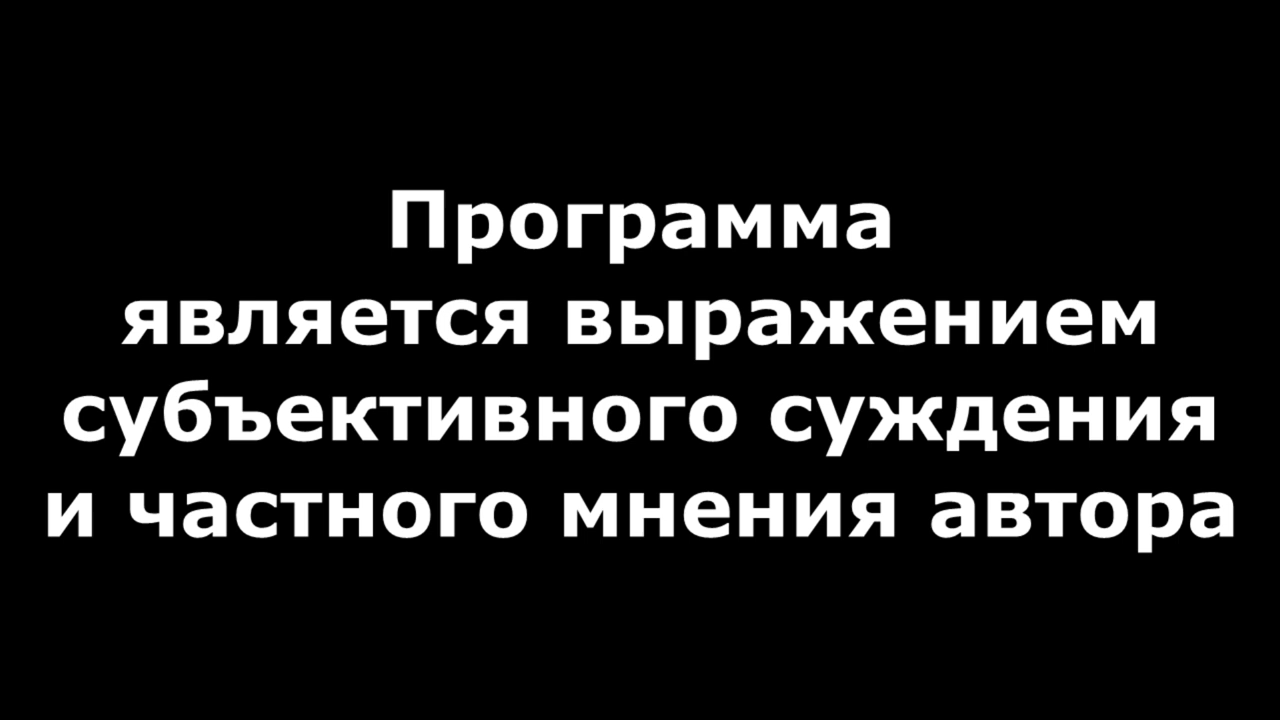 Программа
является выражением
субъективного суждения
и частного мнения автора